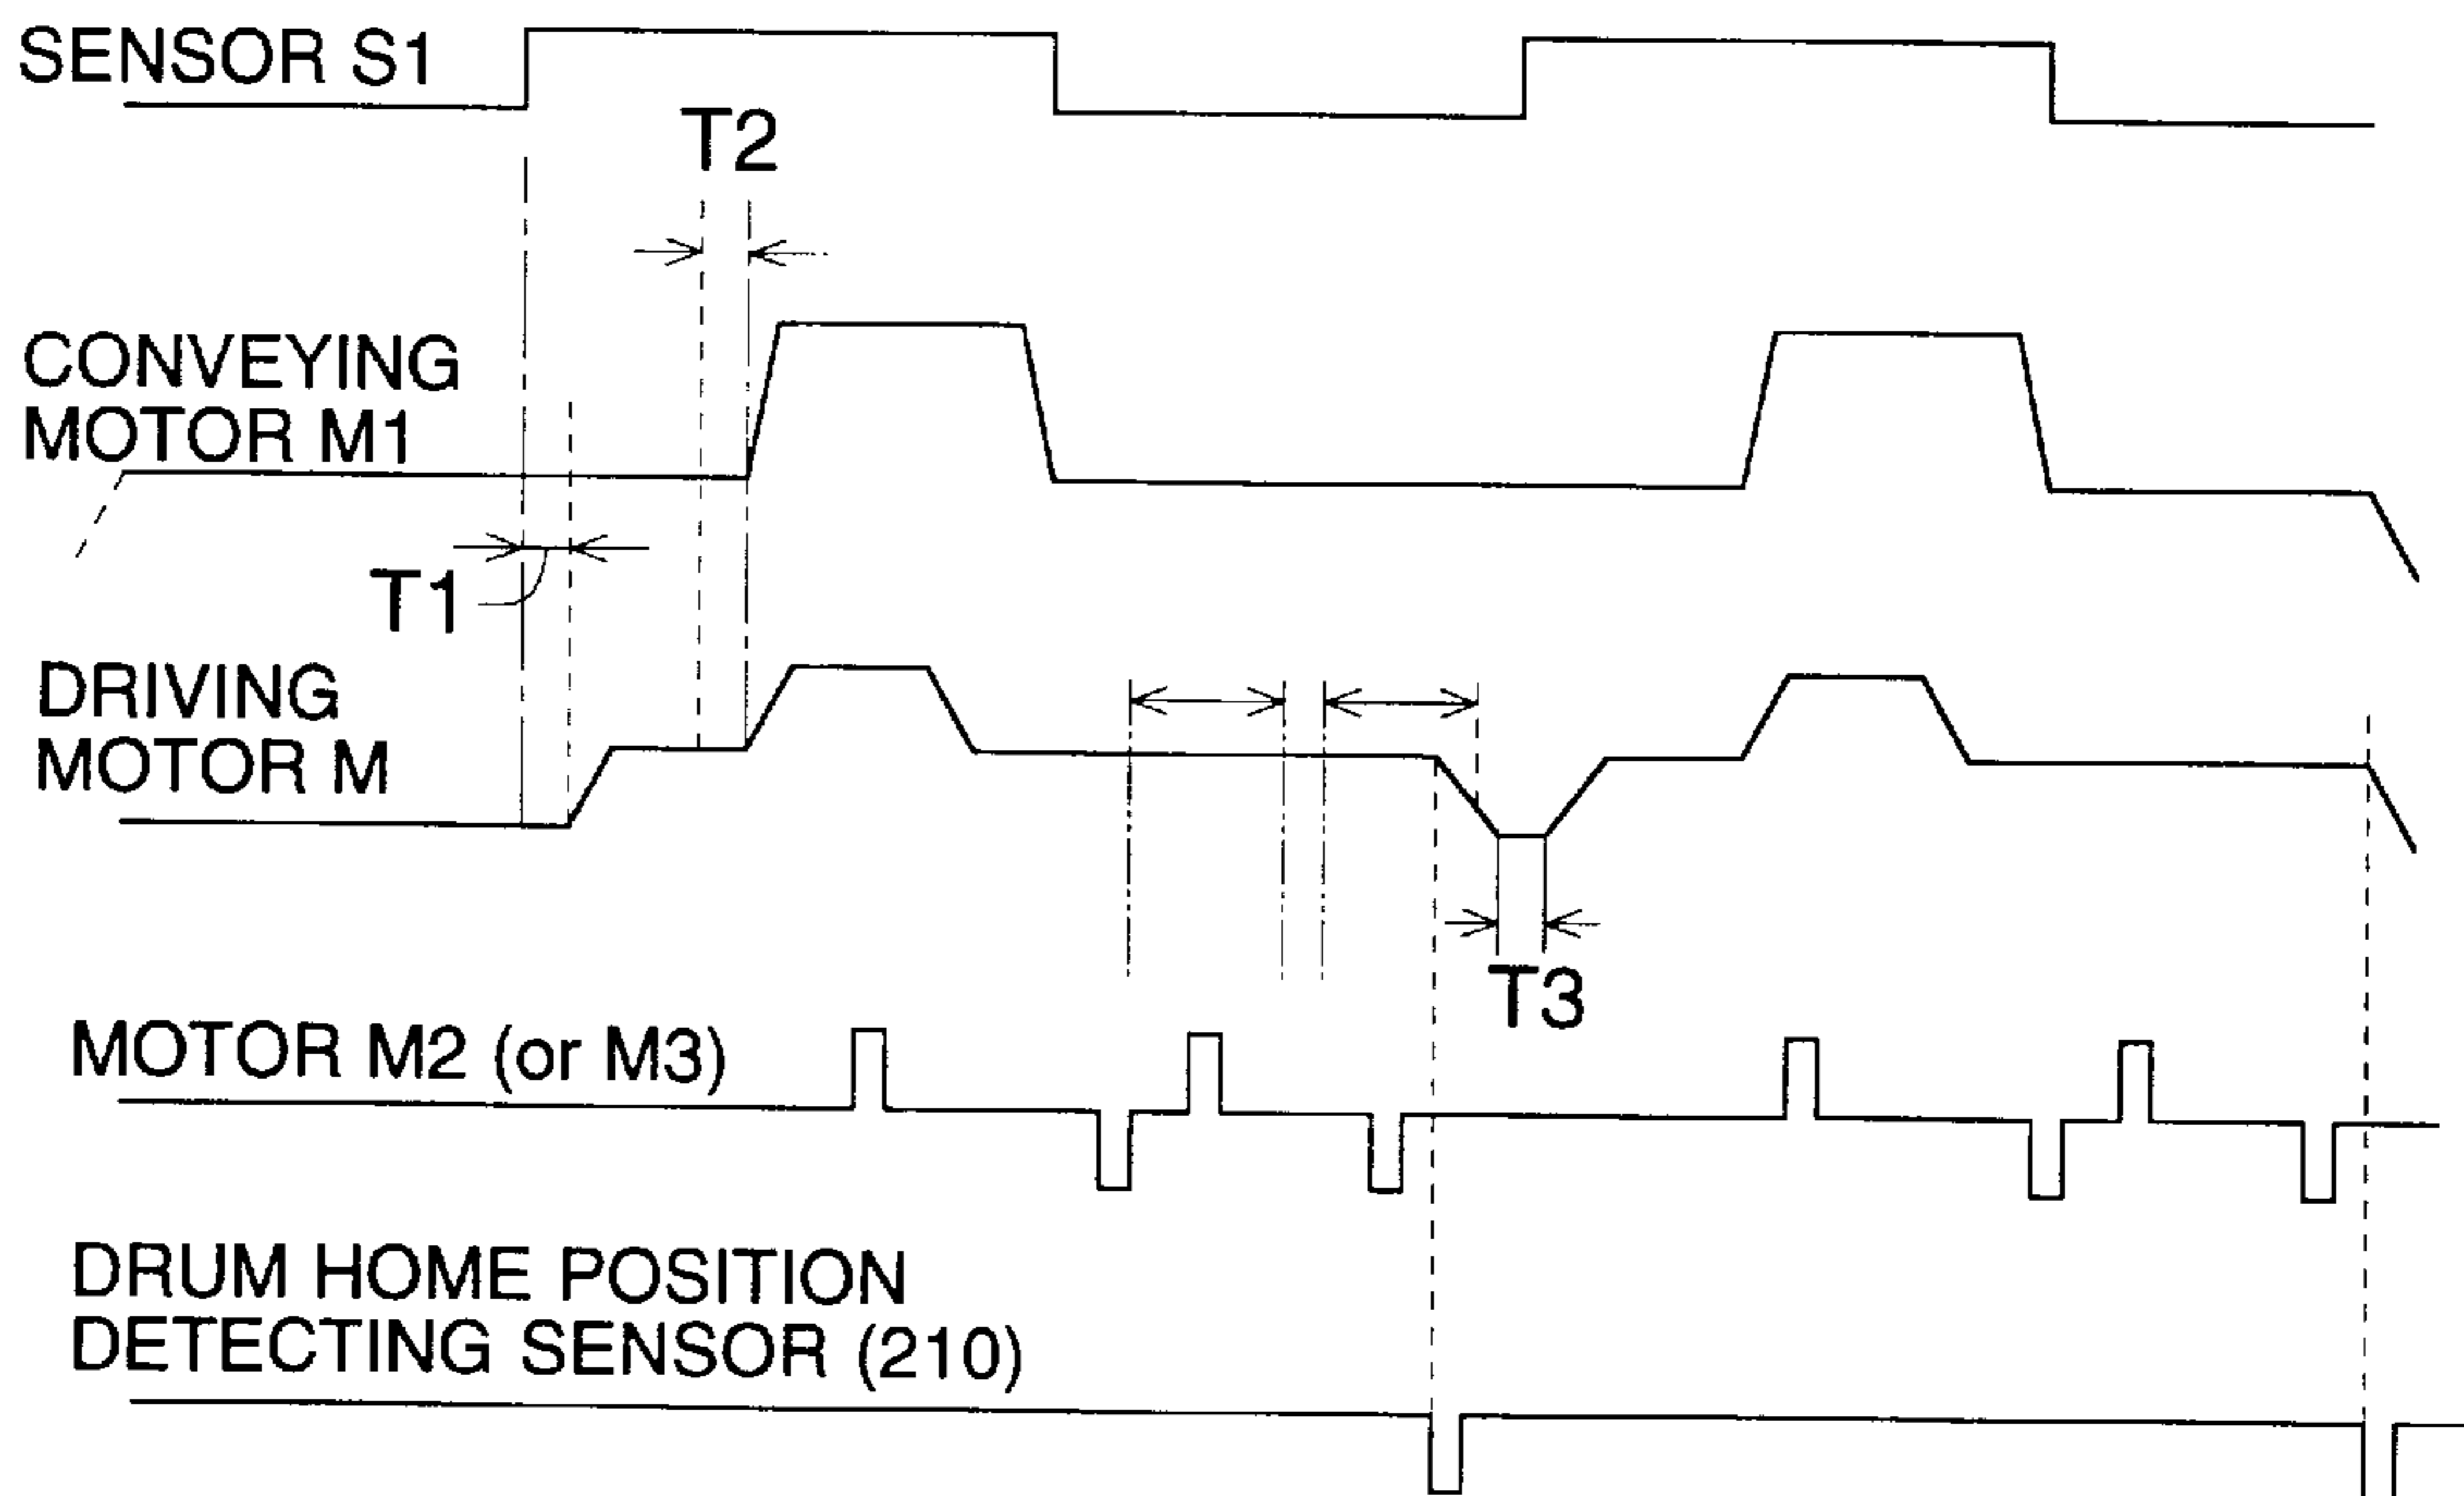 SENSOR S1
T2
CONVEYING
MOTOR M1
T1
DRIVING
MOTOR M
T3
MOTOR M2 (or M3)
DRUM HOME POSITION
DETECTING SENSOR (210)